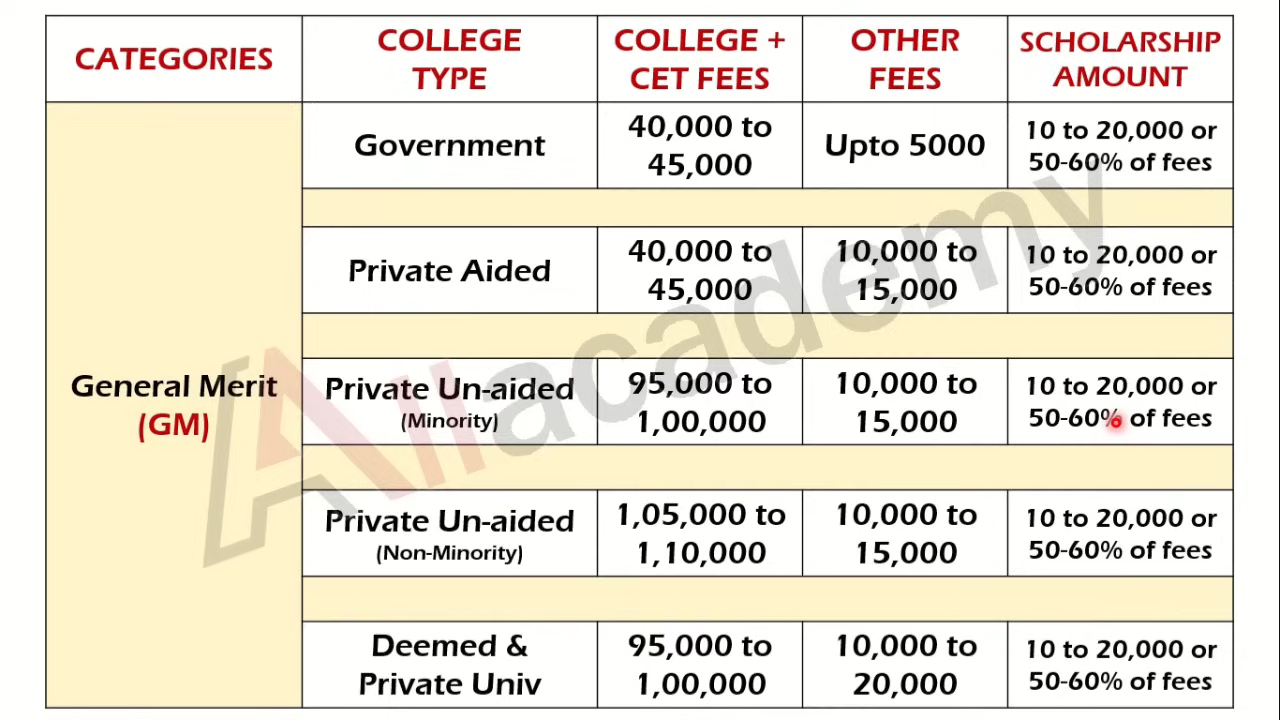 CATEGORIES
COLLEGE
TYPE
COLLEGE +
CET FEES
OTHER
FEES
SCHOLARSHIP
AMOUNT
General Merit
(GM)
Government
40,000 to
45,000
Upto 5000
10 to 20,000 or
50-60% of fees
Private Aided
40,000 to
45,000
10,000 to
15,000
10 to 20,000 or
50-60% of fees
Private Un-aided
(Minority)
95,000 to
1,00,000
10,000 to
15,000
10 to 20,000 or
50-60% of fees
Private Un-aided
(Non-Minority)
1,05,000 to
1,10,000
10,000 to
15,000
10 to 20,000 or
50-60% of fees
Deemed &
Private Univ
95,000 to
1,00,000
10,000 to
20,000
10 to 20,000 or
50-60% of fees
Allacademy